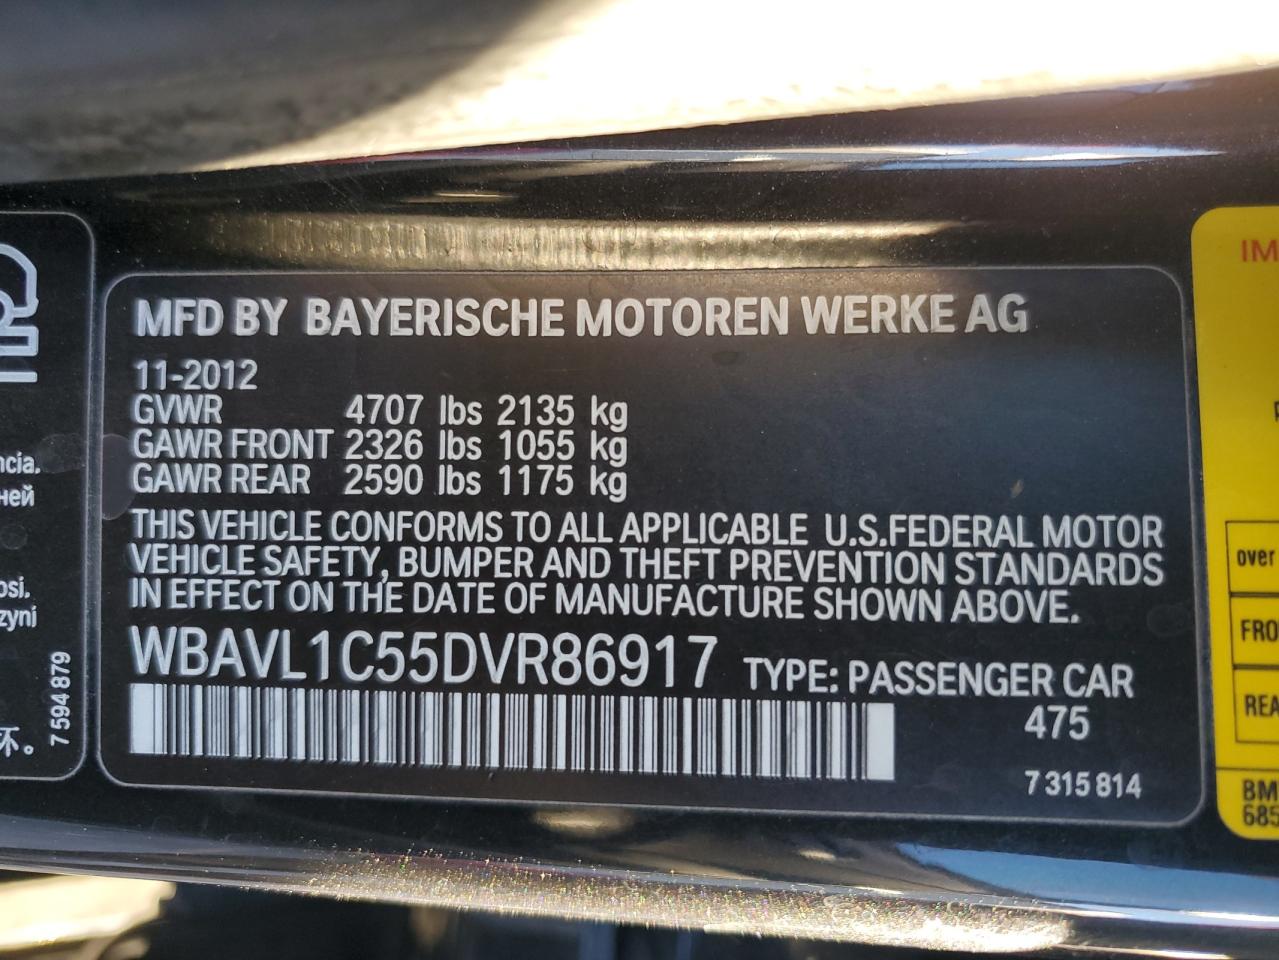 MFD BY BAYERISCHE MOTOREN WERKE AG
11-2012
GVWR 4707 lbs 2135 kg
GAWR FRONT 2326 lbs 1055 kg
GAWR REAR 2590 lbs 1175 kg
THIS VEHICLE CONFORMS TO ALL APPLICABLE U.S.FEDERAL MOTOR
VEHICLE SAFETY, BUMPER AND THEFT PREVENTION STANDARDS
IN EFFECT ON THE DATE OF MANUFACTURE SHOWN ABOVE.
WBAVL1C55DVR86917 TYPE: PASSENGER CAR
475
7 315 814
7 594 879
over